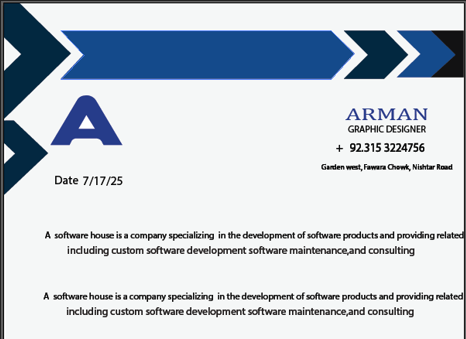 A
ARMAN
GRAPHIC DESIGNER
+ 92.315 3224756
Garden west, Fawara Chowk, Nishtar Road
Date 7/17/25
A software house is a company specializing in the development of software products and providing related
including custom software development software maintenance,and consulting
A software house is a company specializing in the development of software products and providing related
including custom software development software maintenance,and consulting